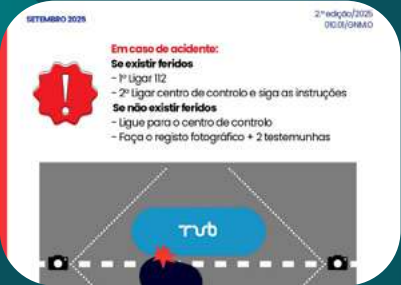 SETEMBRO 2025
2.ª edição/2025
010.01/GNM.O
Em caso de acidente:
Se existir feridos
- 1º Ligar 112
- 2º Ligar centro de controlo e siga as instruções
Se não existir feridos
- Ligue para o centro de controlo
- Faça o registo fotográfico + 2 testemunhas
TUB